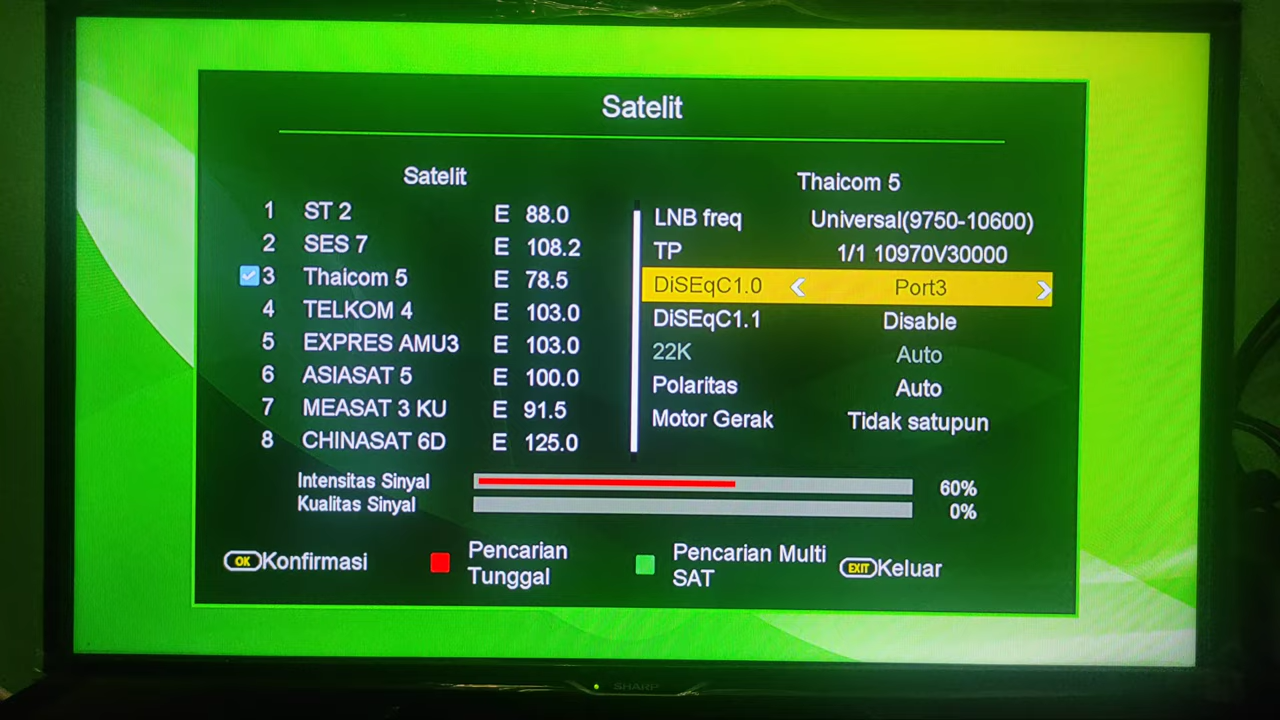 Satelit
Satelit
1 ST 2 E 88.0
2 SES 7 E 108.2
3 Thaicom 5 E 78.5
4 TELKOM 4 E 103.0
5 EXPRES AMU3 E 103.0
6 ASIASAT 5 E 100.0
7 MEASAT 3 KU E 91.5
8 CHINASAT 6D E 125.0
Thaicom 5
LNB freq Universal(9750-10600)
TP 1/1 10970V30000
DiSEqC1.0 Port3
DiSEqC1.1 Disable
22K Auto
Polaritas Auto
Motor Gerak Tidak satupun
Intensitas Sinyal 60%
Kualitas Sinyal 0%
OK Konfirmasi
Pencarian
Tunggal
Pencarian Multi
SAT
EXIT Keluar
SHARP